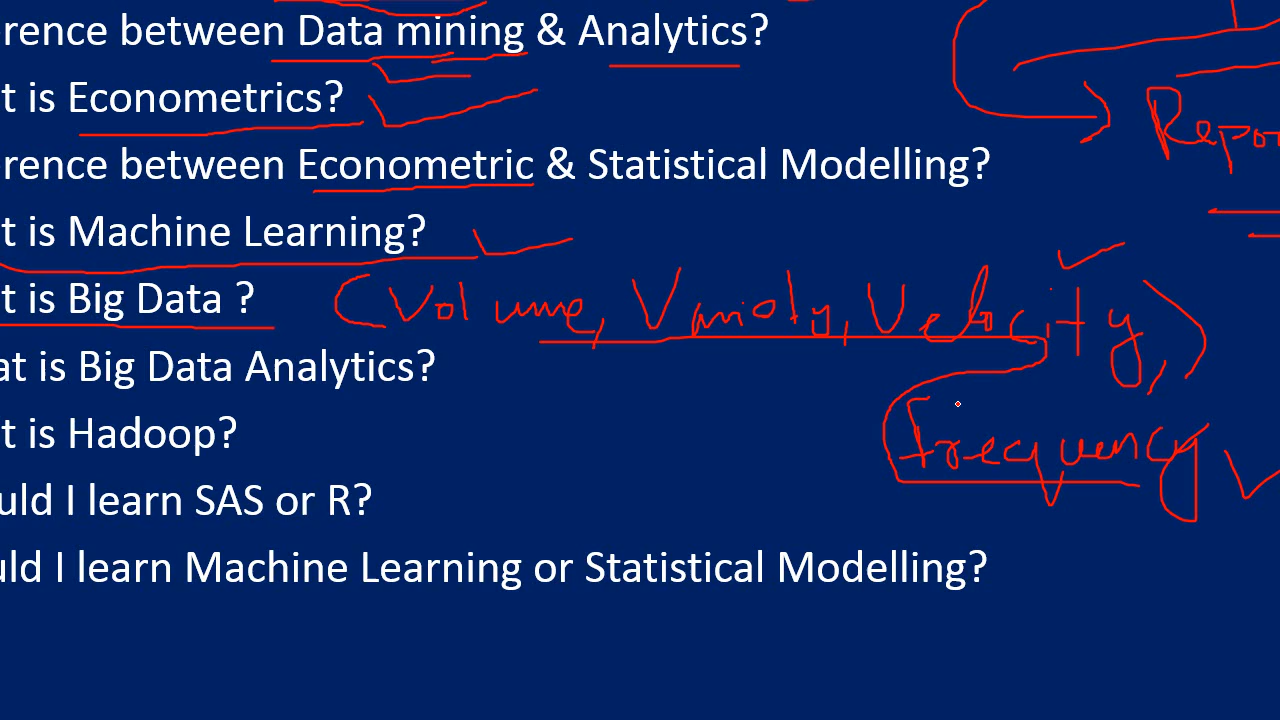 rence between Data mining & Analytics?
t is Econometrics?
Repor
rence between Econometric & Statistical Modelling?
t is Machine Learning?
t is Big Data ? (Volume, Variety, Velocity,)
at is Big Data Analytics?
t is Hadoop? frequency
uld I learn SAS or R?
uld I learn Machine Learning or Statistical Modelling?